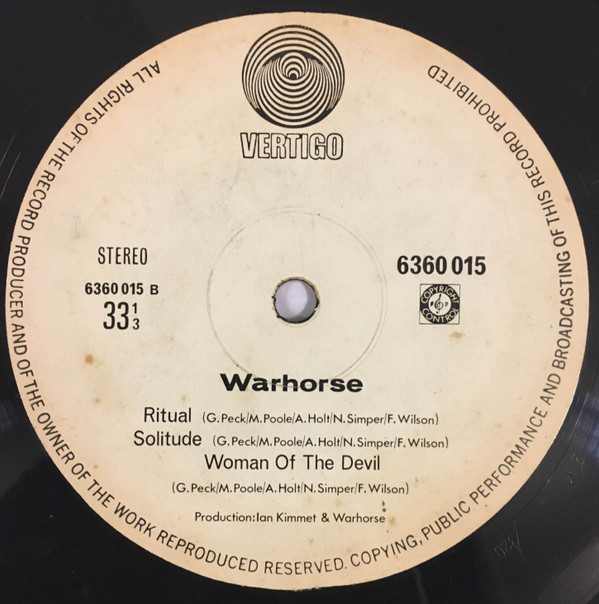 VERTIGO
ALL RIGHTS OF THE RECORD PRODUCER AND OF THE OWNER OF THE WORK REPRODUCED RESERVED. COPYING, PUBLIC PERFORMANCE AND BROADCASTING OF THIS RECORD PROHIBITED
STEREO
6360 015 B
33 1/3
6360 015
COPYRIGHT CONTROL
Warhorse
Ritual (G. Peck/M. Poole/A. Holt/N. Simper/F. Wilson)
Solitude (G. Peck/M. Poole/A. Holt/N. Simper/F. Wilson)
Woman Of The Devil
(G. Peck/M. Poole/A. Holt/N. Simper/F. Wilson)
Production: Ian Kimmet & Warhorse